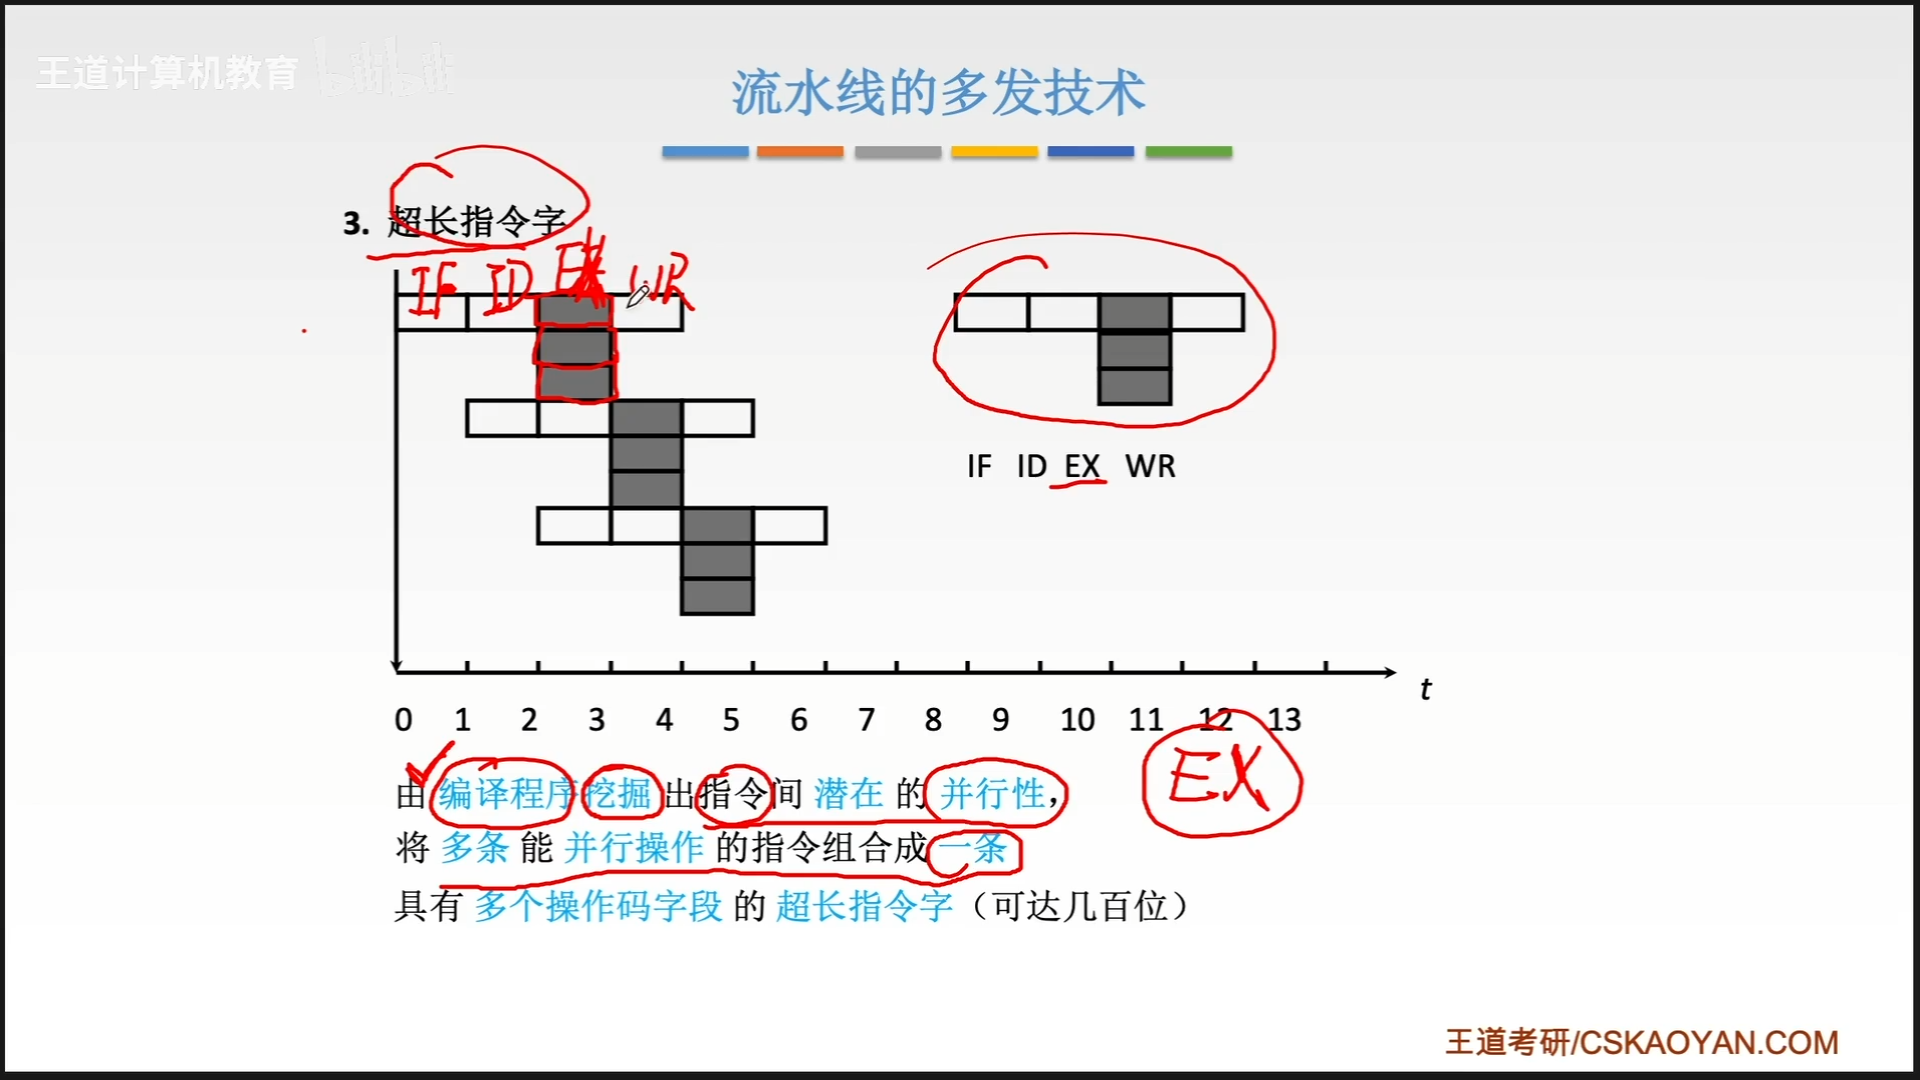 王道计算机教育 bilibili
流水线的多发技术
3. 超长指令字
IF ID EX WR
IF ID EX WR
t
0 1 2 3 4 5 6 7 8 9 10 11 12 13
由 编译程序 挖掘 出指令间 潜在 的 并行性，
EX
将 多条 能 并行操作 的指令组合成 一条
具有 多个操作码字段 的 超长指令字（可达几百位）
王道考研/CSKAOYAN.COM